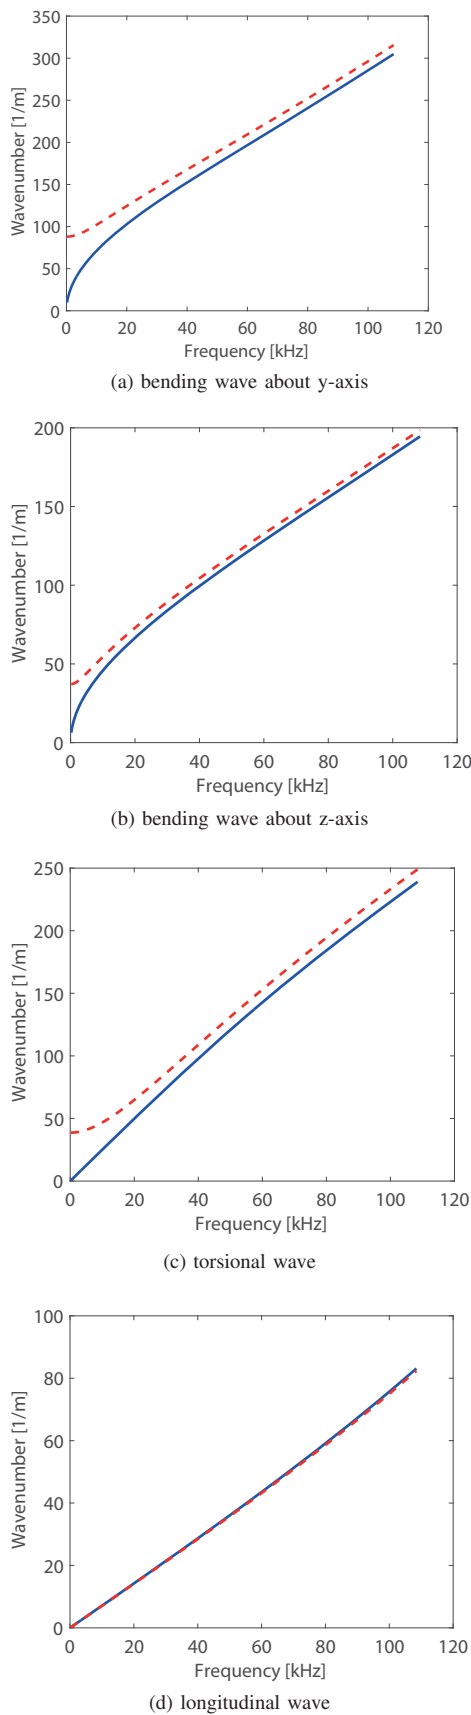 350
300
250
200
150
100
50
0
Wavenumber [1/m]
0 20 40 60 80 100 120
Frequency [kHz]
(a) bending wave about y-axis
200
150
100
50
0
Wavenumber [1/m]
0 20 40 60 80 100 120
Frequency [kHz]
(b) bending wave about z-axis
250
200
150
100
50
0
Wavenumber [1/m]
0 20 40 60 80 100 120
Frequency [kHz]
(c) torsional wave
100
80
60
40
20
0
Wavenumber [1/m]
0 20 40 60 80 100 120
Frequency [kHz]
(d) longitudinal wave